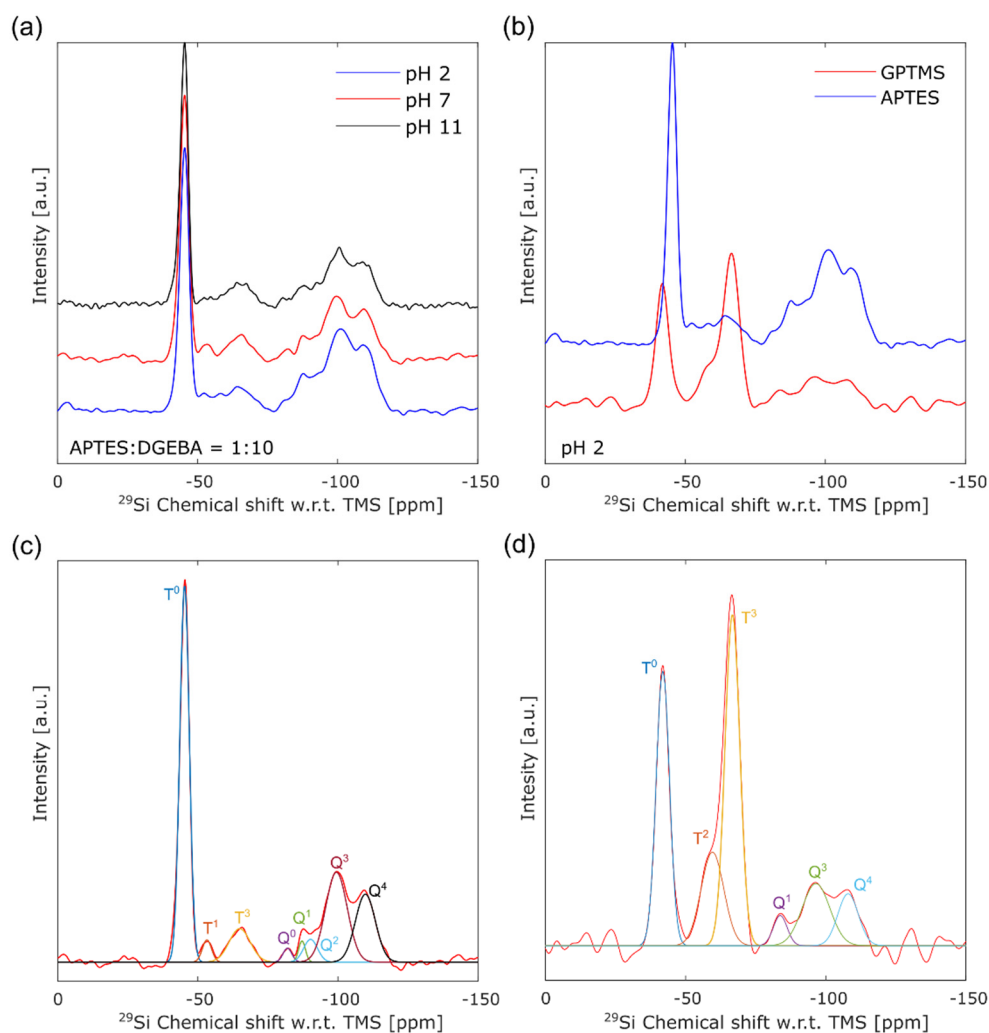 (a)
pH 2
pH 7
pH 11
APTES:DGEBA = 1:10
Intensity [a.u.]
0 -50 -100 -150
²⁹Si Chemical shift w.r.t. TMS [ppm]
(b)
GPTMS
APTES
pH 2
Intensity [a.u.]
0 -50 -100 -150
²⁹Si Chemical shift w.r.t. TMS [ppm]
(c)
T⁰
T¹
T³
Q⁰
Q¹
Q²
Q³
Q⁴
Intensity [a.u.]
0 -50 -100 -150
²⁹Si Chemical shift w.r.t. TMS [ppm]
(d)
T⁰
T²
T³
Q¹
Q³
Q⁴
Intesity [a.u.]
0 -50 -100 -150
²⁹Si Chemical shift w.r.t. TMS [ppm]